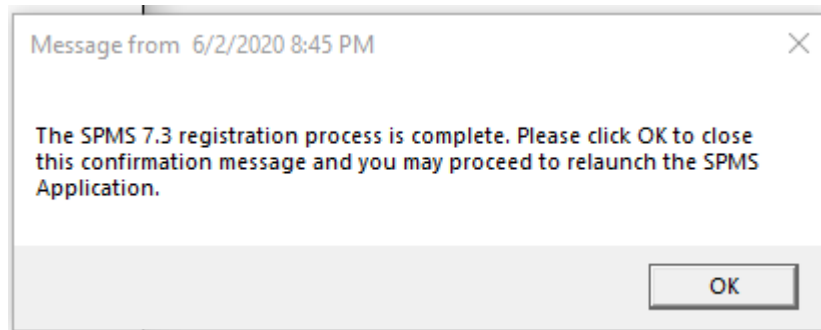 Message from 6/2/2020 8:45 PM
The SPMS 7.3 registration process is complete. Please click OK to close
this confirmation message and you may proceed to relaunch the SPMS
Application.
OK